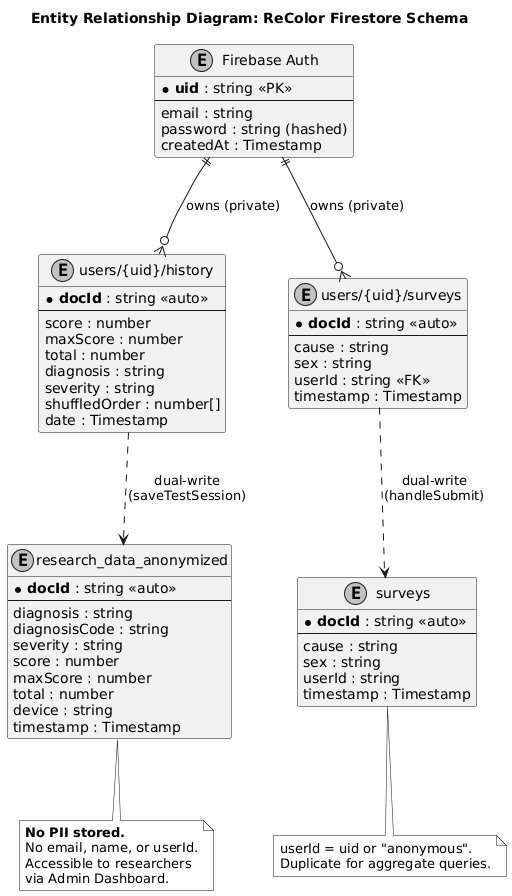 Entity Relationship Diagram: ReColor Firestore Schema
E Firebase Auth
uid : string «PK»
email : string
password : string (hashed)
createdAt : Timestamp
owns (private)
owns (private)
E users/{uid}/history
docId : string «auto»
score : number
maxScore : number
total : number
diagnosis : string
severity : string
shuffledOrder : number[]
date : Timestamp
E users/{uid}/surveys
docId : string «auto»
cause : string
sex : string
userId : string «FK»
timestamp : Timestamp
dual-write
(saveTestSession)
dual-write
(handleSubmit)
E research_data_anonymized
docId : string «auto»
diagnosis : string
diagnosisCode : string
severity : string
score : number
maxScore : number
total : number
device : string
timestamp : Timestamp
E surveys
docId : string «auto»
cause : string
sex : string
userId : string
timestamp : Timestamp
No PII stored.
No email, name, or userId.
Accessible to researchers
via Admin Dashboard.
userId = uid or "anonymous".
Duplicate for aggregate queries.